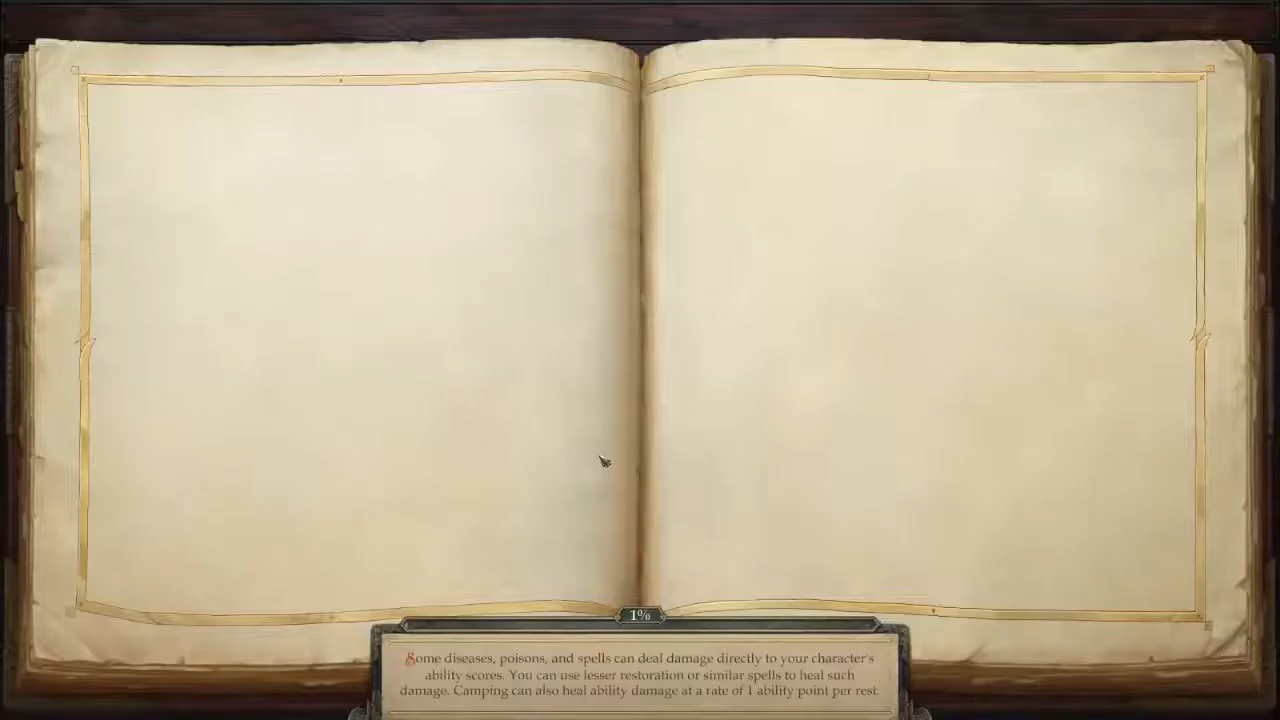 1%
Some diseases, poisons, and spells can deal damage directly to your character's
ability scores. You can use lesser restoration or similar spells to heal such
damage. Camping can also heal ability damage at a rate of 1 ability point per rest.